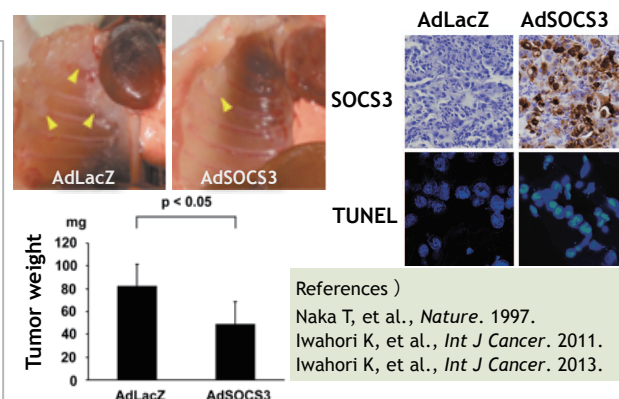 AdLacZ AdSOCS3
SOCS3
AdLacZ AdSOCS3
TUNEL
p < 0.05
mg
120
100
80
60
40
20
0
Tumor weight
AdLacZ AdSOCS3
References )
Naka T, et al., Nature. 1997.
Iwahori K, et al., Int J Cancer. 2011.
Iwahori K, et al., Int J Cancer. 2013.